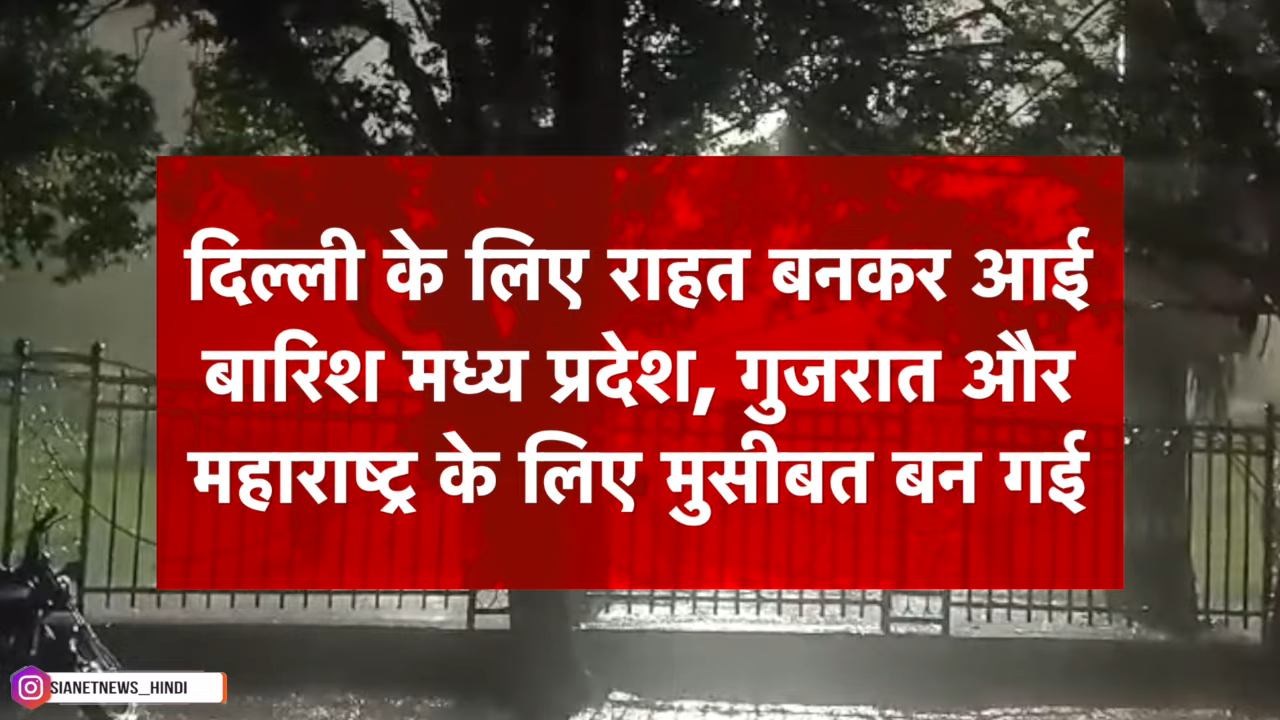 दिल्ली के लिए राहत बनकर आई
बारिश मध्य प्रदेश, गुजरात और
महाराष्ट्र के लिए मुसीबत बन गई
SIANETNEWS_HINDI